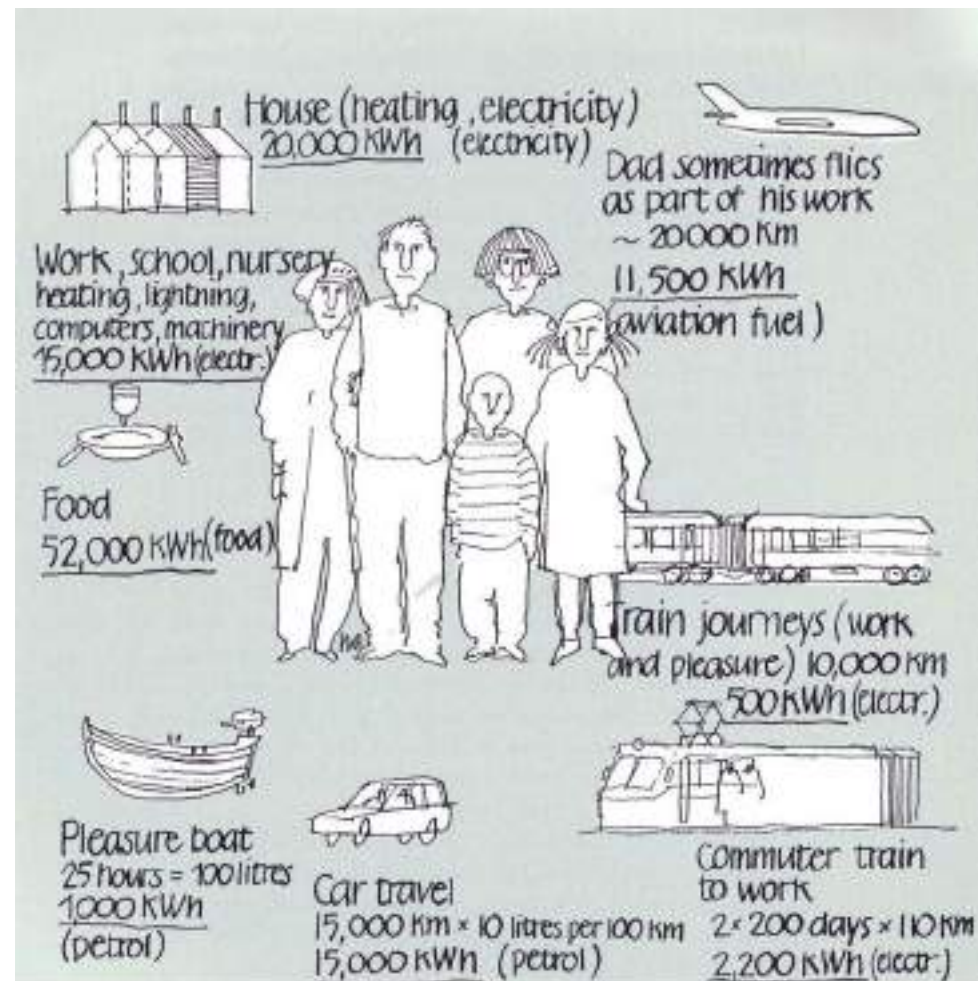 House (heating, electricity)
20,000 KWh (electricity)
Dad sometimes flies
as part of his work
~ 20000 Km
11,500 KWh
(aviation fuel)
Work, school, nursery
heating, lightning,
computers, machinery
15,000 KWh (electr.)
Food
52,000 KWh (food)
Train journeys (work
and pleasure) 10,000 Km
500 KWh (electr.)
Pleasure boat
25 hours = 100 litres
1,000 KWh
(petrol)
Car travel
15,000 Km × 10 litres per 100 Km
15,000 KWh (petrol)
Commuter train
to work
2 × 200 days × 110 Km
2,200 KWh (electr.)